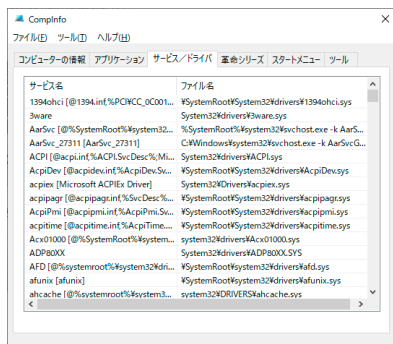 CompInfo
ファイル(F) ツール(T) ヘルプ(H)
コンピューターの情報 アプリケーション サービス／ドライバ 革命シリーズ スタートメニュー ツール
サービス名 ファイル名
1394ohci [@1394.inf,%PCI¥CC_0C001... ¥SystemRoot¥System32¥drivers¥1394ohci.sys
3ware System32¥drivers¥3ware.sys
AarSvc [@%SystemRoot%¥system32... %SystemRoot%¥system32¥svchost.exe -k AarS...
AarSvc_27311 [AarSvc_27311] C:¥Windows¥system32¥svchost.exe -k AarSvcG...
ACPI [@acpi.inf,%ACPI.SvcDesc%;Mi... System32¥drivers¥ACPI.sys
AcpiDev [@acpidev.inf,%AcpiDev.Sv... ¥SystemRoot¥System32¥drivers¥AcpiDev.sys
acpiex [Microsoft ACPIEx Driver] System32¥Drivers¥acpiex.sys
acpipagr [@acpipagr.inf,%SvcDesc%... ¥SystemRoot¥System32¥drivers¥acpipagr.sys
AcpiPmi [@acpipmi.inf,%AcpiPmi.Sv... ¥SystemRoot¥System32¥drivers¥acpipmi.sys
acpitime [@acpitime.inf,%AcpiTime.... ¥SystemRoot¥System32¥drivers¥acpitime.sys
Acx01000 [@%SystemRoot%¥system... system32¥drivers¥Acx01000.sys
ADP80XX System32¥drivers¥ADP80XX.SYS
AFD [@%systemroot%¥system32¥dri... ¥SystemRoot¥system32¥drivers¥afd.sys
afunix [afunix] ¥SystemRoot¥system32¥drivers¥afunix.sys
ahcache [@%systemroot%¥system3... system32¥DRIVERS¥ahcache.sys